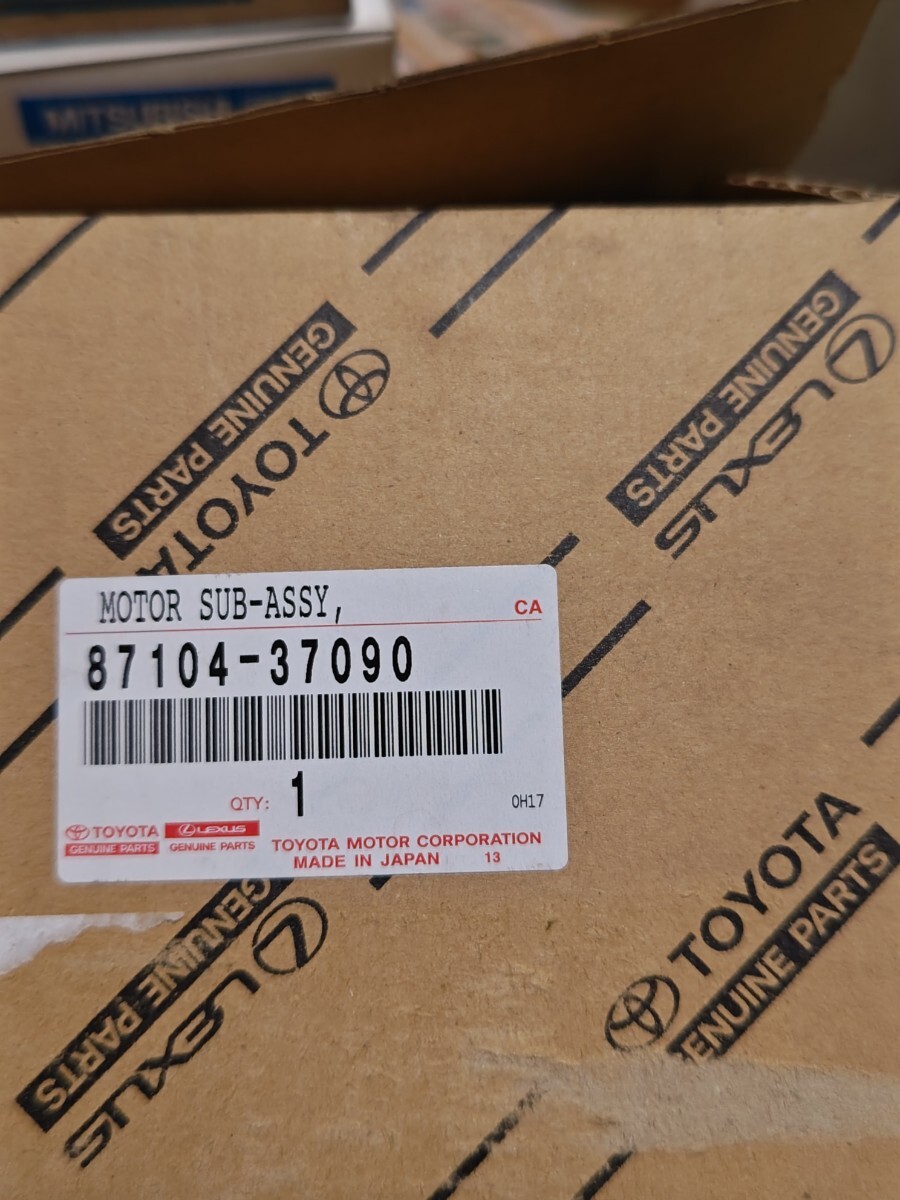 MITSUBISHI
GENUINE PARTS
TOYOTA
GENUINE PARTS
LEXUS
MOTOR SUB-ASSY,
CA
87104-37090
QTY: 1
0H17
TOYOTA
GENUINE PARTS
LEXUS
GENUINE PARTS
TOYOTA MOTOR CORPORATION
MADE IN JAPAN 13
GENUINE PARTS
LEXUS
TOYOTA
GENUINE PARTS